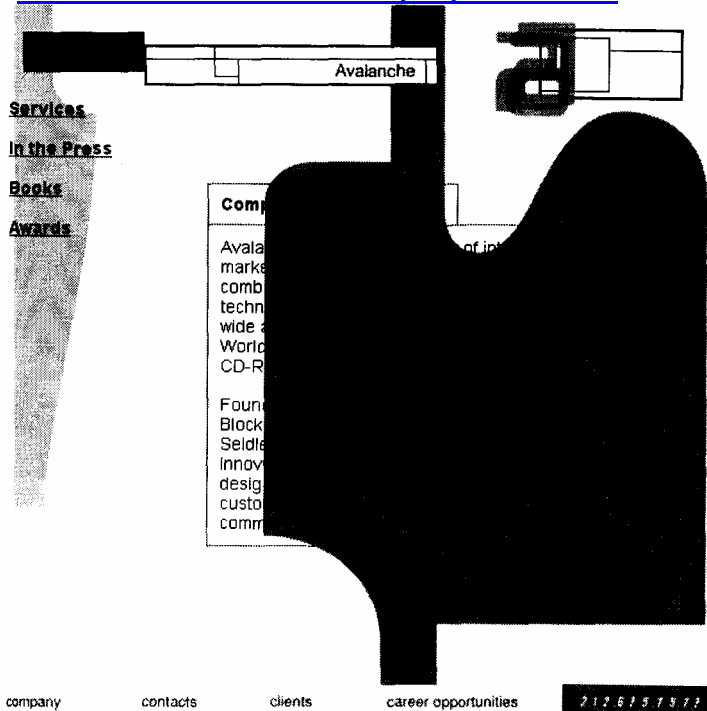 Avalanche
Services
In the Press
Books
Awards
Comp
Avala of int
marke
comb
techn
wide a
World
CD-R
Foun
Block
Seidle
innov
desig
custo
comm
company contacts clients career opportunities